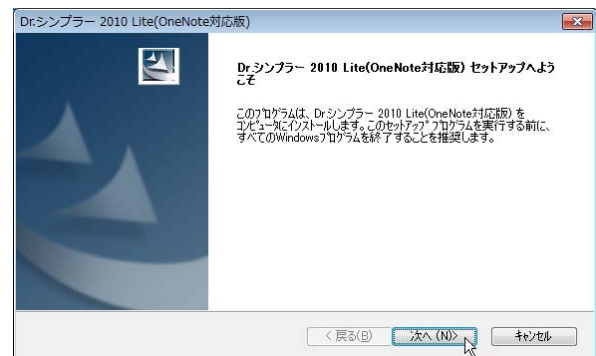 Dr.シンプラー 2010 Lite(OneNote対応版)
Dr.シンプラー 2010 Lite(OneNote対応版) セットアップへよう
こそ
このﾌﾟﾛｸﾞﾗﾑは、Dr.シンプラー 2010 Lite(OneNote対応版) を
ｺﾝﾋﾟｭｰﾀにｲﾝｽﾄｰﾙします。このｾｯﾄｱｯﾌﾟ ﾌﾟﾛｸﾞﾗﾑを実行する前に、
すべてのWindowsﾌﾟﾛｸﾞﾗﾑを終了することを推奨します。
< 戻る(B) 次へ (N)> ｷｬﾝｾﾙ